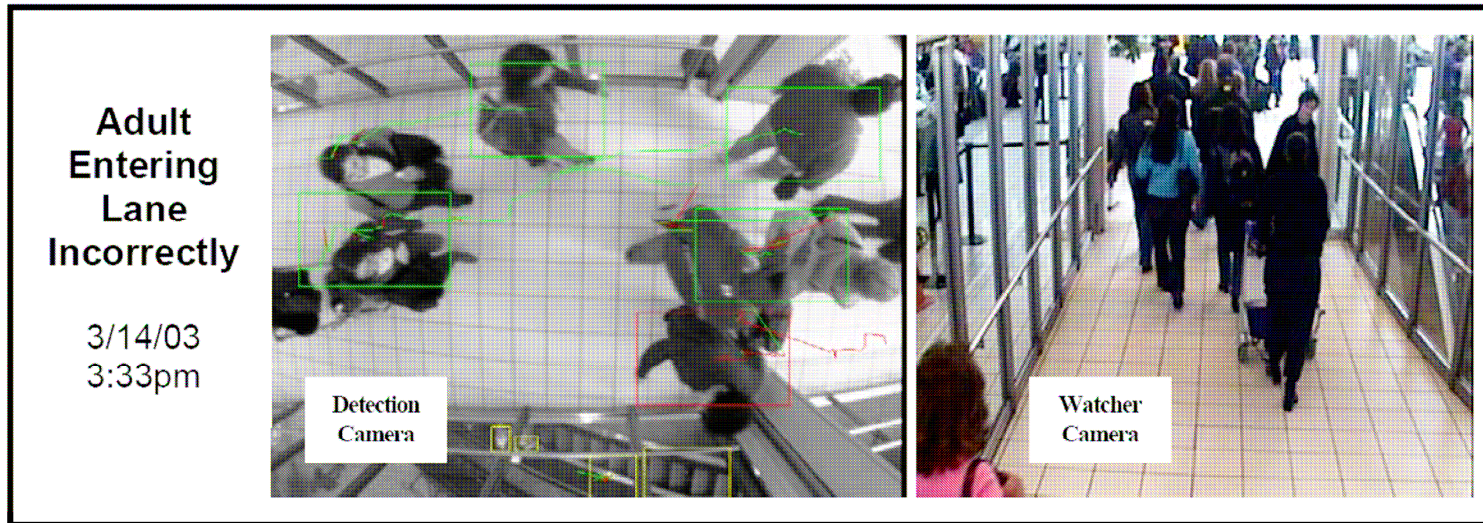 Adult
Entering
Lane
Incorrectly
3/14/03
3:33pm
Detection
Camera
Watcher
Camera